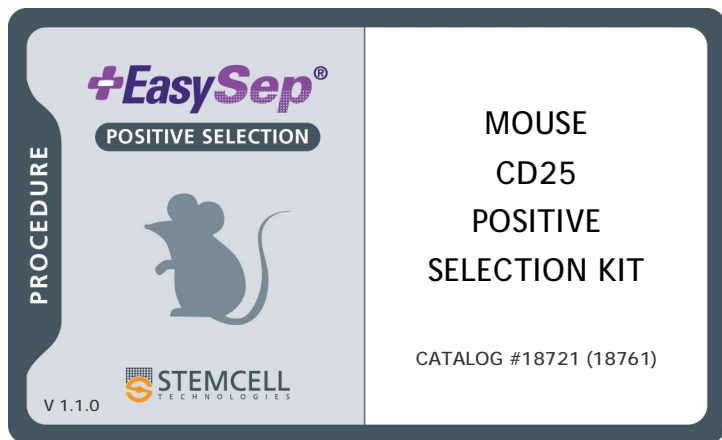 PROCEDURE
EasySep®
POSITIVE SELECTION
STEMCELL
TECHNOLOGIES
V 1.1.0
MOUSE
CD25
POSITIVE
SELECTION KIT
CATALOG #18721 (18761)